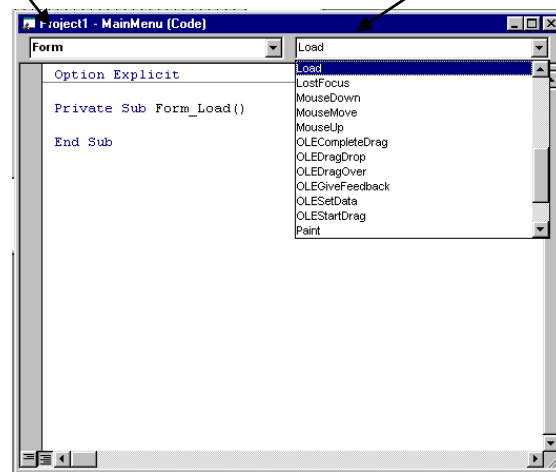 Project1 - MainMenu (Code)
Form
Load
Option Explicit
Private Sub Form_Load()
End Sub
Load
LostFocus
MouseDown
MouseMove
MouseUp
OLECompleteDrag
OLEDragDrop
OLEDragOver
OLEGiveFeedback
OLESetData
OLEStartDrag
Paint